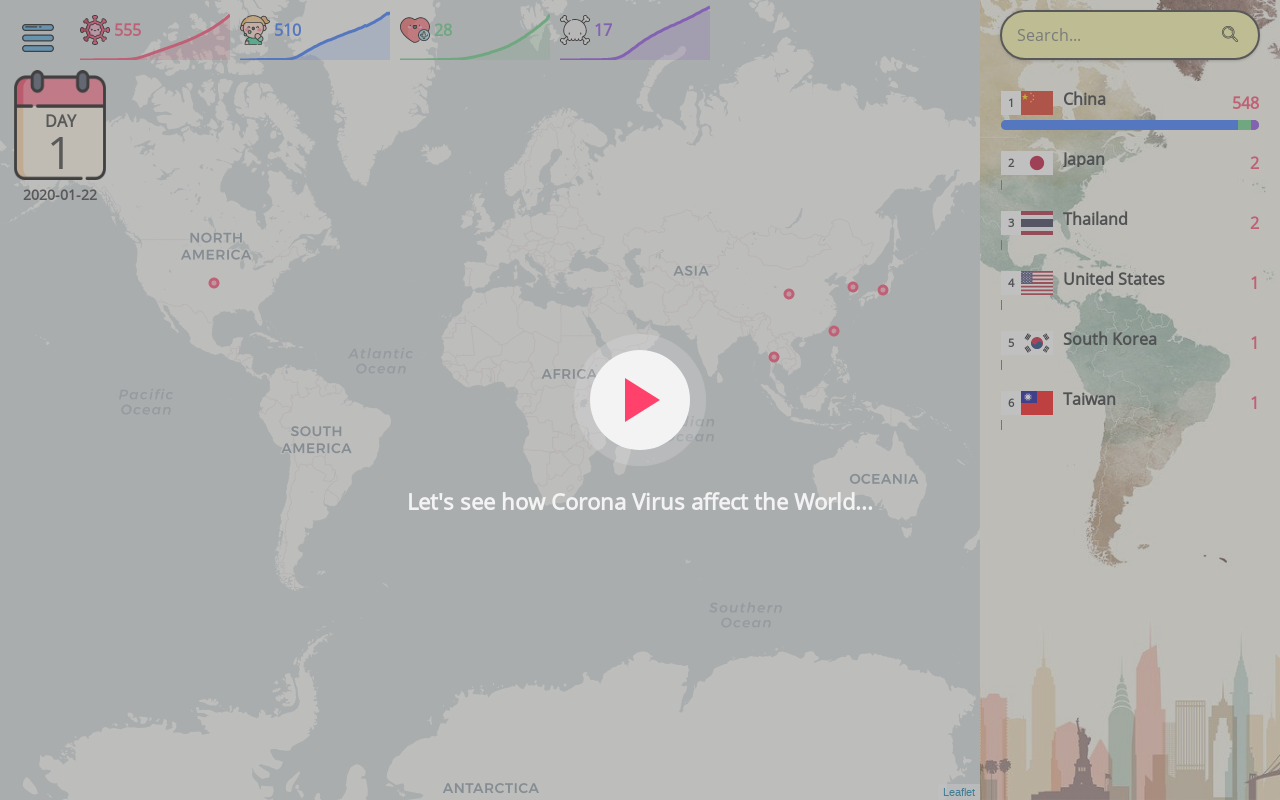 555
510
28
17
Search...
DAY
1
2020-01-22
1
China
548
2
Japan
2
3
Thailand
2
4
United States
1
5
South Korea
1
6
Taiwan
1
NORTH
AMERICA
ASIA
Atlantic
Ocean
AFRICA
Pacific
Ocean
SOUTH
AMERICA
OCEANIA
Let's see how Corona Virus affect the World...
Southern
Ocean
ANTARCTICA
Leaflet